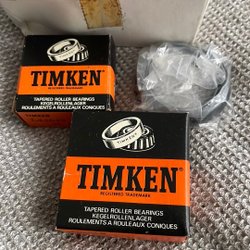 TIMKEN
REGISTERED TRADEMARK
TAPERED ROLLER BEARINGS
KEGELROLLENLAGER
ROULEMENTS A ROULEAUX CONIQUES
TIMKEN
REGISTERED TRADEMARK
TAPERED ROLLER BEARINGS
KEGELROLLENLAGER
ROULEMENTS A ROULEAUX CONIQUES